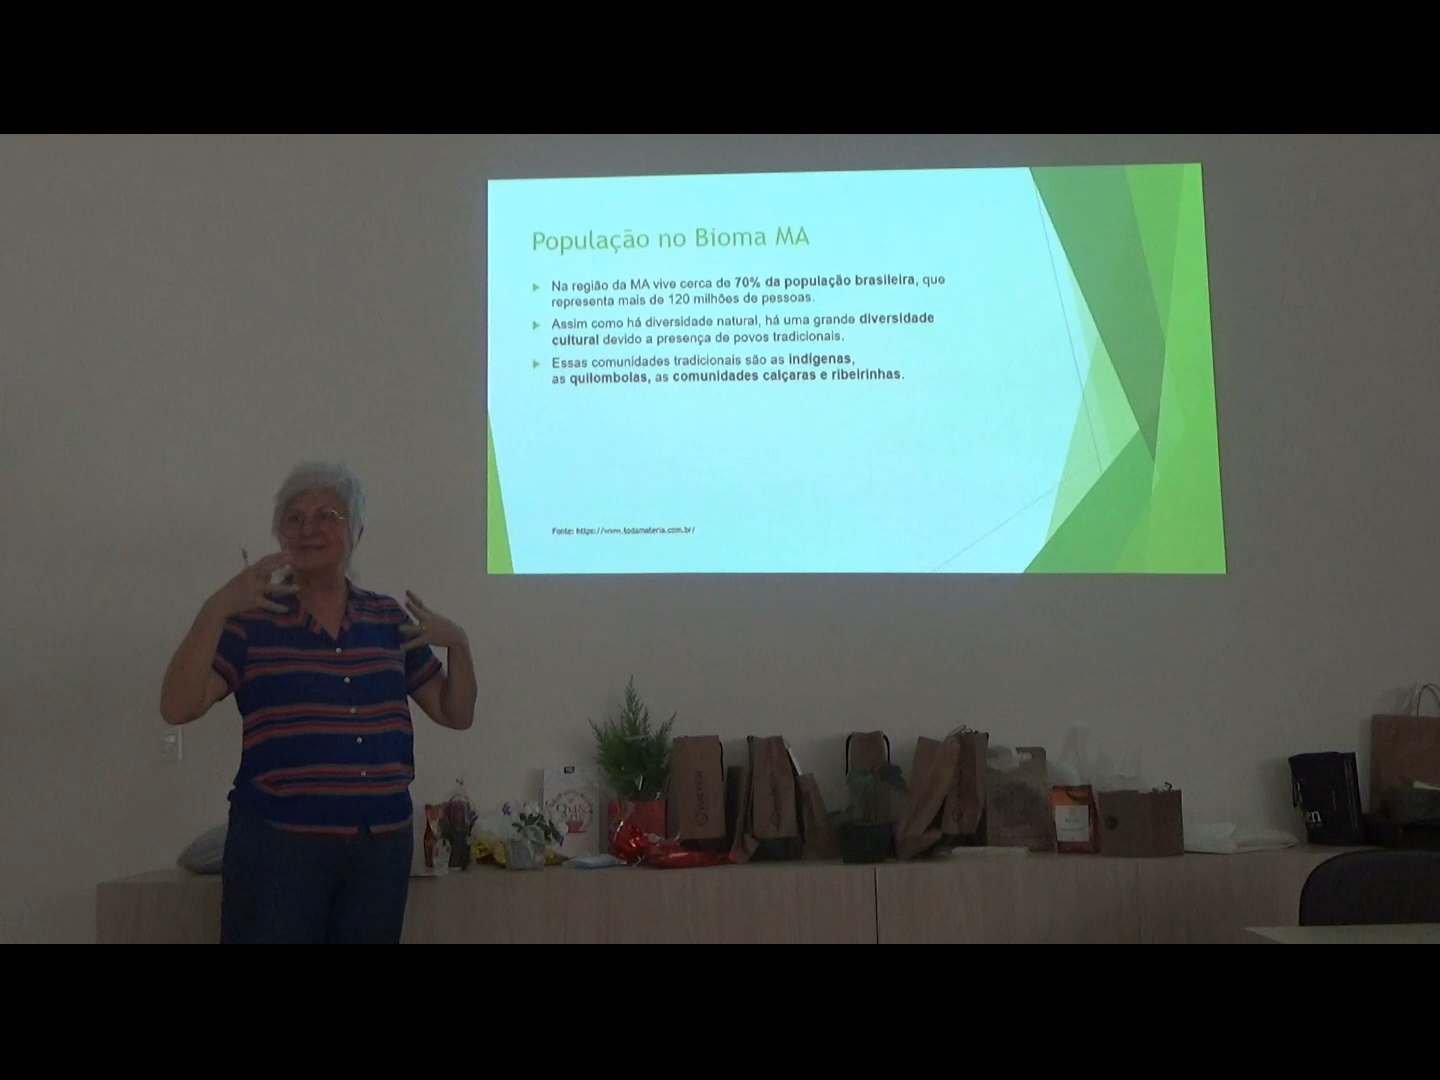 População no Bioma MA
Na região da MA vive cerca de 70% da população brasileira, que
representa mais de 120 milhões de pessoas.
Assim como há diversidade natural, há uma grande diversidade
cultural devido a presença de povos tradicionais.
Essas comunidades tradicionais são as indígenas,
as quilombolas, as comunidades caiçaras e ribeirinhas.
Fonte: https://www.todamateria.com.br/